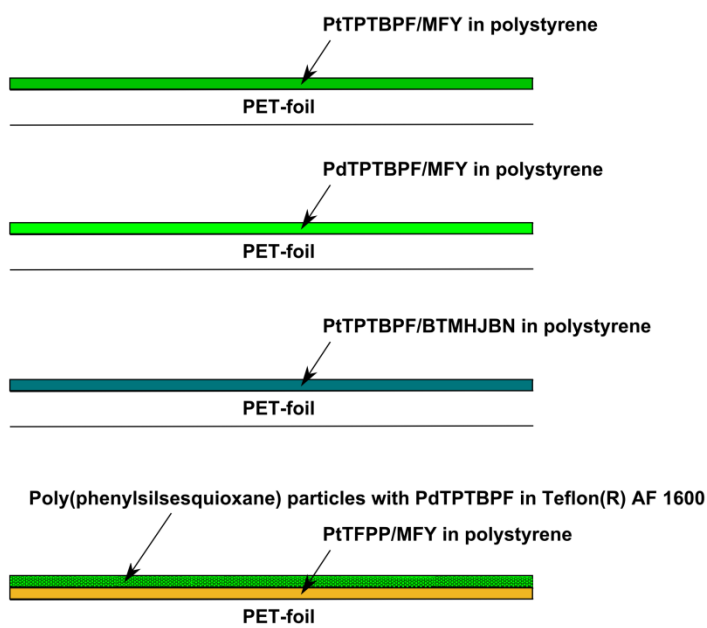 PtTPTBPF/MFY in polystyrene
PET-foil
PdTPTBPF/MFY in polystyrene
PET-foil
PtTPTBPF/BTMHJBN in polystyrene
PET-foil
Poly(phenylsilsesquioxane) particles with PdTPTBPF in Teflon(R) AF 1600
PtTFPP/MFY in polystyrene
PET-foil